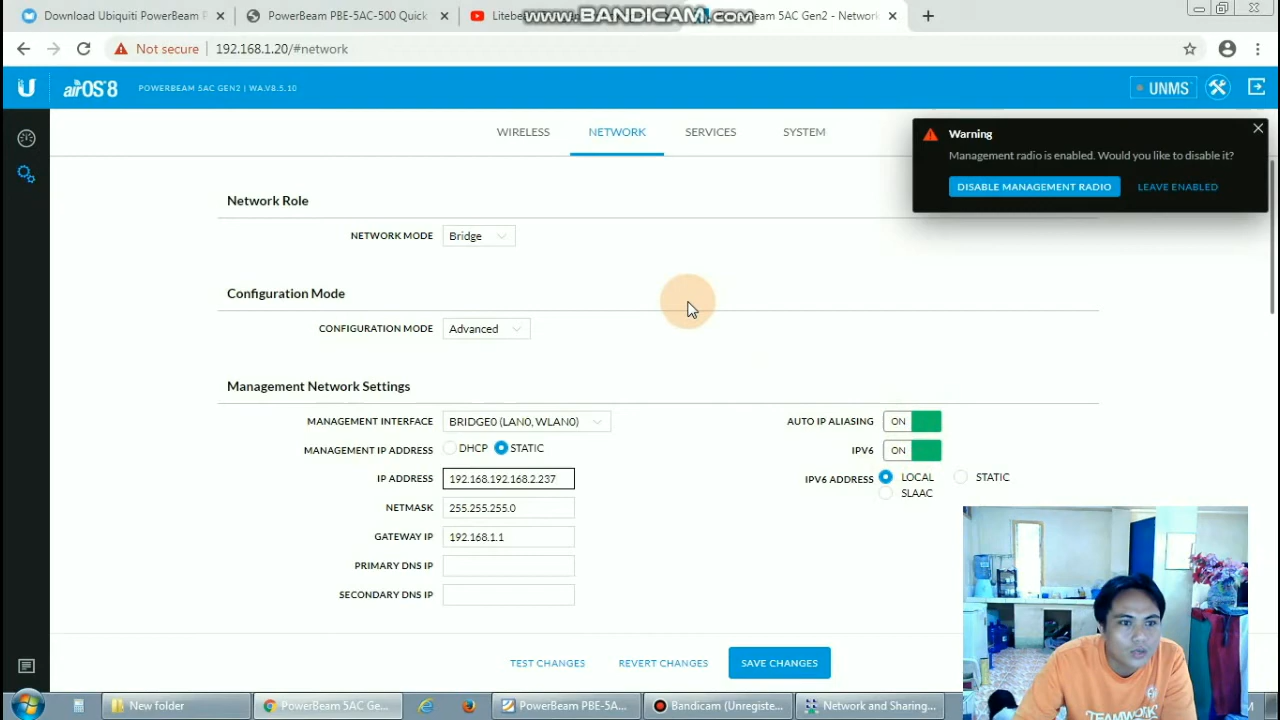 Download Ubiquiti PowerBeam P
PowerBeam PBE-5AC-500 Quick
Litebe
www.BANDICAM.com
eam 5AC Gen2 - Network
Not secure
192.168.1.20/#network
airOS 8
POWERBEAM 5AC GEN2 | WA.V8.5.10
UNMS
WIRELESS
NETWORK
SERVICES
SYSTEM
Warning
Management radio is enabled. Would you like to disable it?
DISABLE MANAGEMENT RADIO
LEAVE ENABLED
Network Role
NETWORK MODE
Bridge
Configuration Mode
CONFIGURATION MODE
Advanced
Management Network Settings
MANAGEMENT INTERFACE
BRIDGE0 (LAN0, WLAN0)
AUTO IP ALIASING
ON
MANAGEMENT IP ADDRESS
DHCP
STATIC
IPV6
ON
IP ADDRESS
192.168.192.168.2.237
IPV6 ADDRESS
LOCAL
STATIC
SLAAC
NETMASK
255.255.255.0
GATEWAY IP
192.168.1.1
PRIMARY DNS IP
SECONDARY DNS IP
TEST CHANGES
REVERT CHANGES
SAVE CHANGES
TEAMWORK
New folder
PowerBeam 5AC Ge...
PowerBeam PBE-5A...
Bandicam (Unregiste...
Network and Sharing...